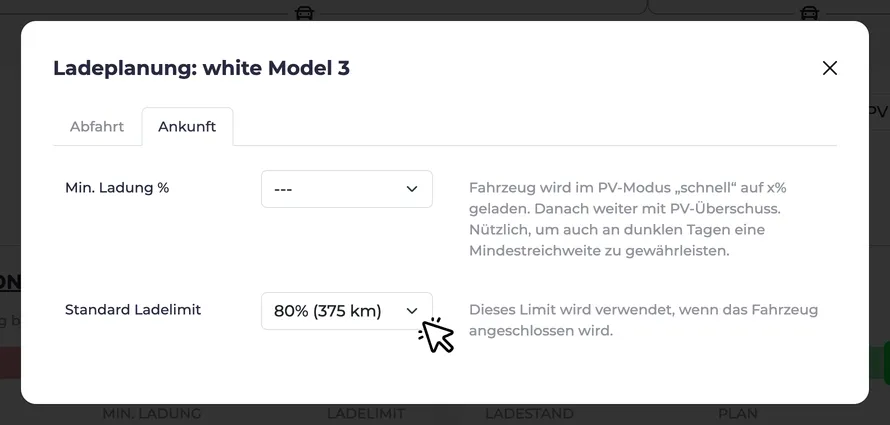 Ladeplanung: white Model 3
PV
Abfahrt
Ankunft
Min. Ladung %
---
Fahrzeug wird im PV-Modus „schnell“ auf x%
geladen. Danach weiter mit PV-Überschuss.
Nützlich, um auch an dunklen Tagen eine
Mindestreichweite zu gewährleisten.
Standard Ladelimit
80% (375 km)
Dieses Limit wird verwendet, wenn das Fahrzeug
angeschlossen wird.
MIN. LADUNG
LADELIMIT
LADESTAND
PLAN